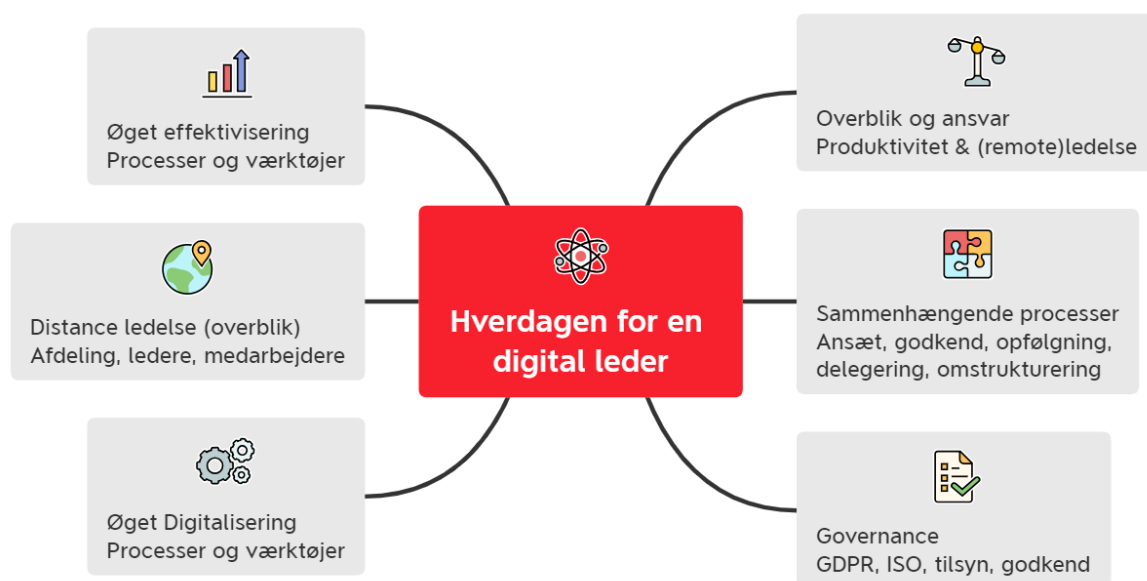 Øget effektivisering
Processer og værktøjer
Distance ledelse (overblik)
Afdeling, ledere, medarbejdere
Øget Digitalisering
Processer og værktøjer
Hverdagen for en
digital leder
Overblik og ansvar
Produktivitet & (remote)ledelse
Sammenhængende processer
Ansæt, godkend, opfølgning,
delegering, omstrukturering
Governance
GDPR, ISO, tilsyn, godkend